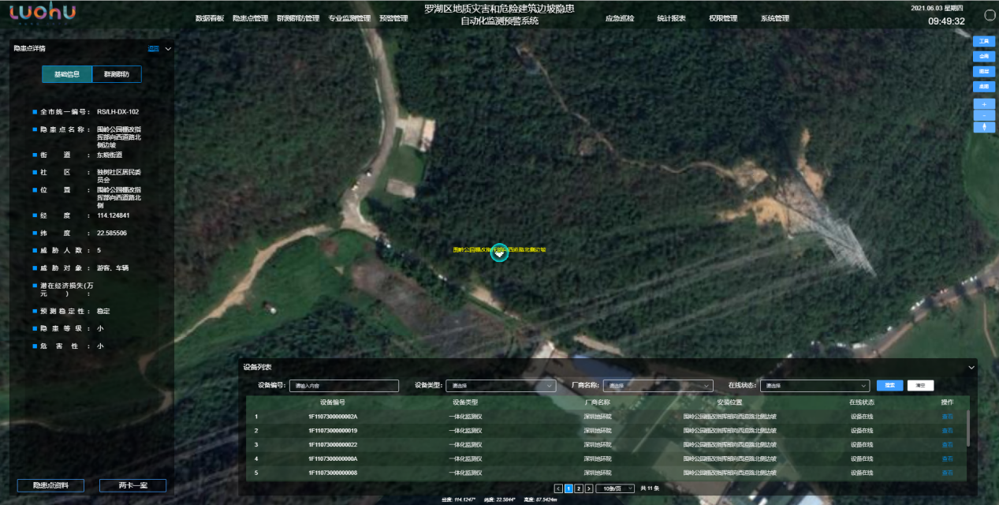 LUOHU
数据看板 隐患点管理 群测群防管理 专业监测管理 预警管理
罗湖区地质灾害和危险建筑边坡隐患
自动化监测预警系统
应急巡检 统计报表 权限管理 系统管理
2021.06.03 星期四
09:49:32
隐患点详情 返回
基础信息 群测群防
全市统一编号: RS/LH-DX-102
隐患点名称: 围岭公园棚改指
挥部向西道路北
侧边坡
街道: 东晓街道
社区: 独树社区居民委
员会
位置: 围岭公园棚改指
挥部向西道路北
侧
经度: 114.124841
纬度: 22.585506
威胁人数: 5
威胁对象: 游客、车辆
潜在经济损失(万
元):
预测稳定性: 稳定
隐患等级: 小
危害性: 小
隐患点资料 两卡一案
工具
全局
图层
底图
+
-
围岭公园棚改指挥部向西道路北侧边坡
设备列表
设备编号: 请输入内容 设备类型: 请选择 厂商名称: 请选择 在线状态: 请选择 搜索 清空
设备编号 设备类型 厂商名称 安装位置 在线状态 操作
1 1F1107300000002A 一体化监测仪 深圳地环院 围岭公园棚改指挥部向西道路北侧边坡 设备在线 查看
2 1F11073000000019 一体化监测仪 深圳地环院 围岭公园棚改指挥部向西道路北侧边坡 设备在线 查看
3 1F11073000000022 一体化监测仪 深圳地环院 围岭公园棚改指挥部向西道路北侧边坡 设备在线 查看
4 1F1107300000000A 一体化监测仪 深圳地环院 围岭公园棚改指挥部向西道路北侧边坡 设备在线 查看
5 1F11073000000008 一体化监测仪 深圳地环院 围岭公园棚改指挥部向西道路北侧边坡 设备在线 查看
< 1 2 > 10条/页 共 11 条
经度: 114.1247° 纬度: 22.5844° 高度: 87.5424m